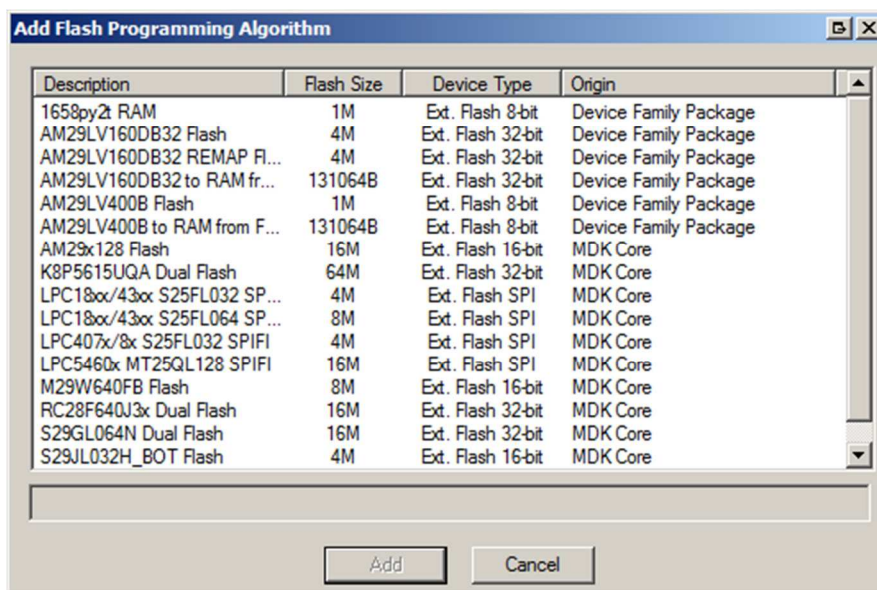 Add Flash Programming Algorithm
Description Flash Size Device Type Origin
1658ру2t RAM 1M Ext. Flash 8-bit Device Family Package
AM29LV160DB32 Flash 4M Ext. Flash 32-bit Device Family Package
AM29LV160DB32 REMAP Fl... 4M Ext. Flash 32-bit Device Family Package
AM29LV160DB32 to RAM fr... 131064B Ext. Flash 32-bit Device Family Package
AM29LV400B Flash 1M Ext. Flash 8-bit Device Family Package
AM29LV400B to RAM from F... 131064B Ext. Flash 8-bit Device Family Package
AM29x128 Flash 16M Ext. Flash 16-bit MDK Core
K8P5615UQA Dual Flash 64M Ext. Flash 32-bit MDK Core
LPC18xx/43xx S25FL032 SP... 4M Ext. Flash SPI MDK Core
LPC18xx/43xx S25FL064 SP... 8M Ext. Flash SPI MDK Core
LPC407x/8x S25FL032 SPIFI 4M Ext. Flash SPI MDK Core
LPC5460x MT25QL128 SPIFI 16M Ext. Flash SPI MDK Core
M29W640FB Flash 8M Ext. Flash 16-bit MDK Core
RC28F640J3x Dual Flash 16M Ext. Flash 32-bit MDK Core
S29GL064N Dual Flash 16M Ext. Flash 32-bit MDK Core
S29JL032H_BOT Flash 4M Ext. Flash 16-bit MDK Core
Add Cancel